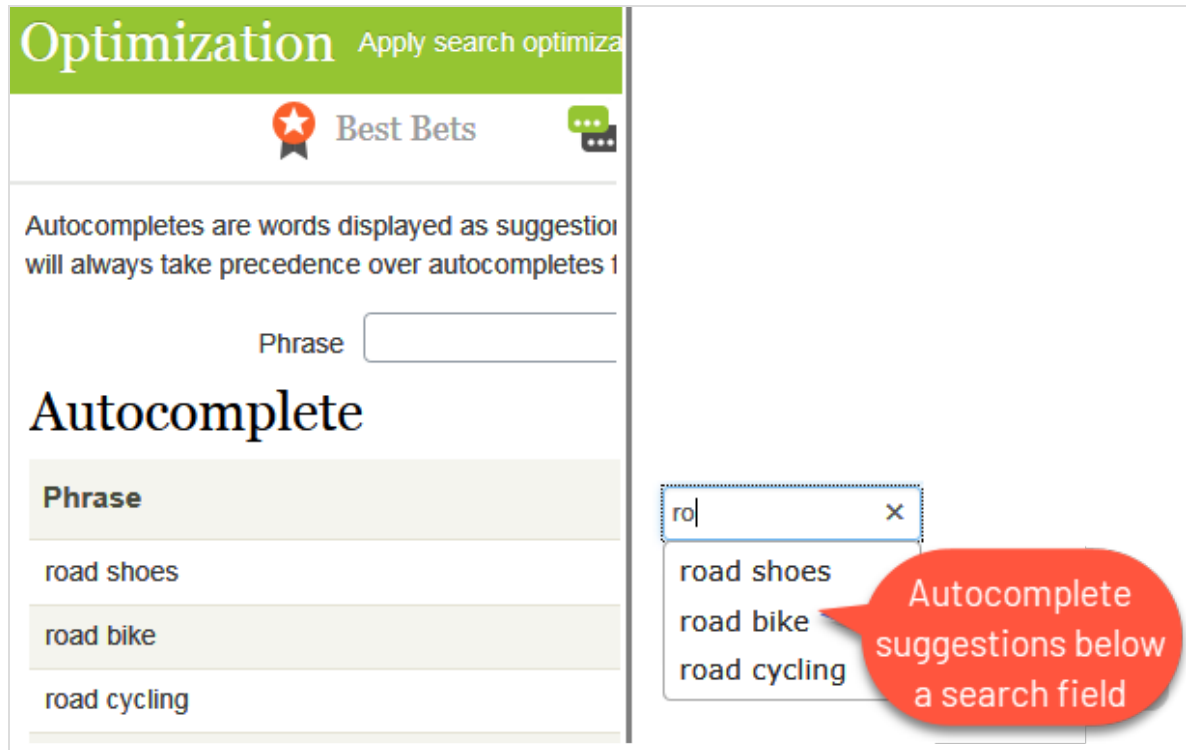 Optimization Apply search optimiza
Best Bets
Autocompletes are words displayed as suggestion
will always take precedence over autocompletes f
Phrase
Autocomplete
Phrase
road shoes
road bike
road cycling
ro
road shoes
road bike
road cycling
Autocomplete
suggestions below
a search field